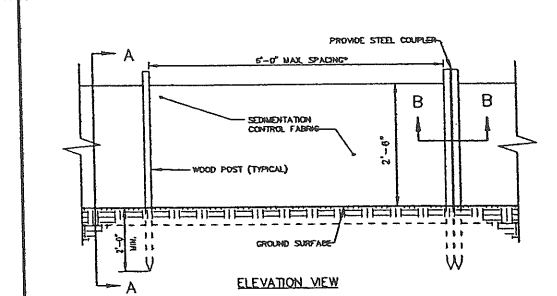 PROVIDE STEEL COUPLER
A
6'-0" MAX. SPACING
B
B
SEDIMENTATION
CONTROL FABRIC
2'-6"
WOOD POST (TYPICAL)
2'-0"
MIN.
GROUND SURFACE
A
ELEVATION VIEW